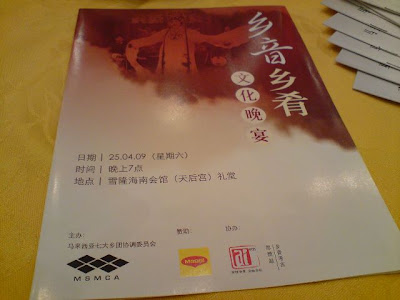 乡音乡肴
文化晚宴
日期 | 25.04.09（星期六）
时间 | 晚上7点
地点 | 雪隆海南会馆（天后宫）礼堂
主办:
马来西亚七大乡团协调委员会
MSMCA
赞助:
MAGGI
协办: